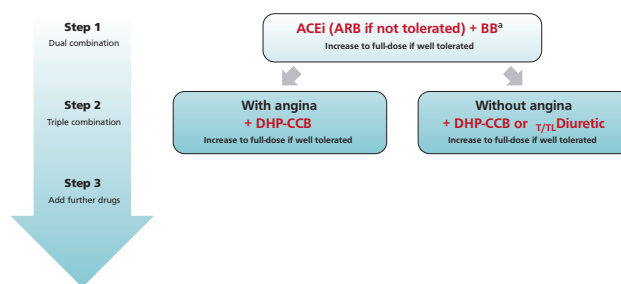 Step 1
Dual combination
ACEi (ARB if not tolerated) + BBᵃ
Increase to full-dose if well tolerated
Step 2
Triple combination
With angina
+ DHP-CCB
Increase to full-dose if well tolerated
Without angina
+ DHP-CCB or T/TLDiuretic
Increase to full-dose if well tolerated
Step 3
Add further drugs